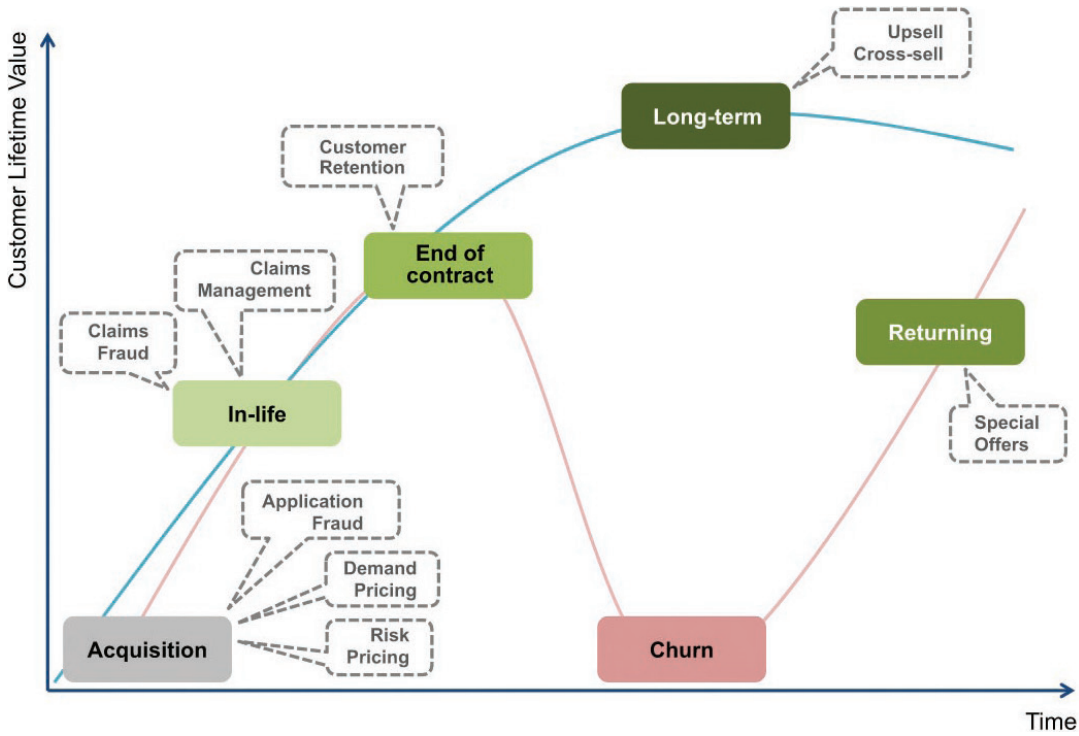 Customer Lifetime Value
Upsell
Cross-sell
Long-term
Customer
Retention
End of
contract
Claims
Management
Claims
Fraud
In-life
Returning
Special
Offers
Application
Fraud
Demand
Pricing
Risk
Pricing
Acquisition
Churn
Time